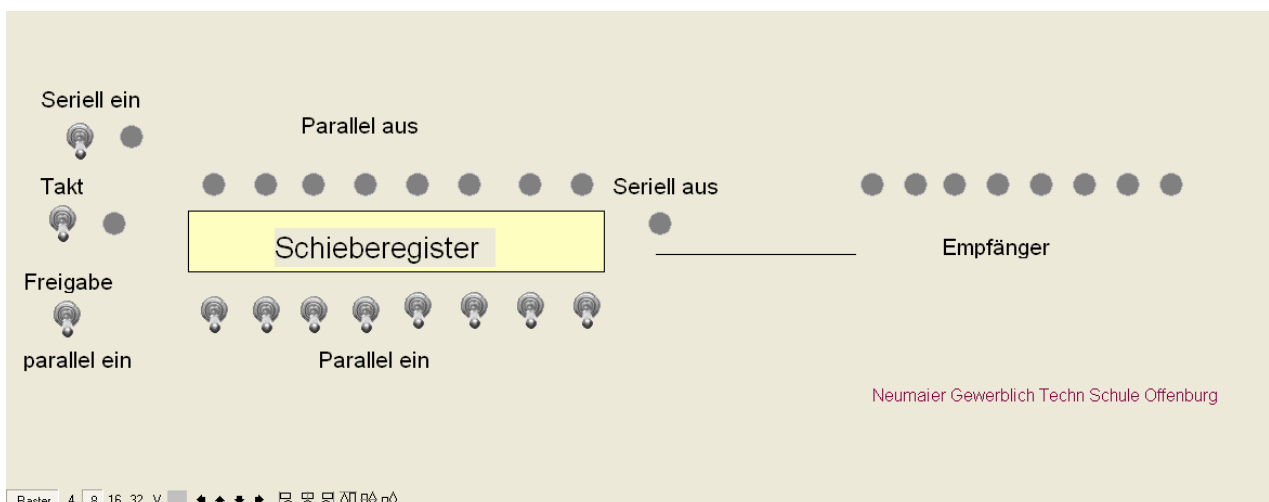 Seriell ein
Parallel aus
Takt
Seriell aus
Schieberegister
Empfänger
Freigabe
parallel ein
Parallel ein
Neumaier Gewerblich Techn Schule Offenburg
Raster 4 8 16 32 V